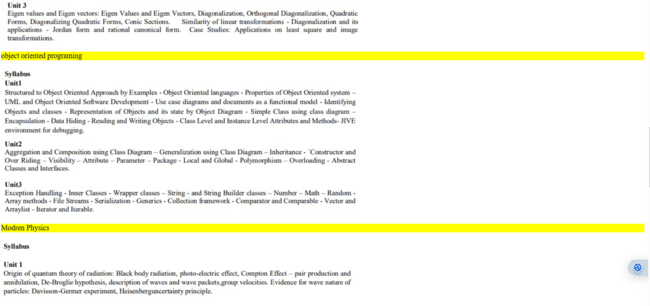 Unit 3
Eigen values and Eigen vectors: Eigen Values and Eigen Vectors, Diagonalization, Orthogonal Diagonalization, Quadratic
Forms, Diagonalizing Quadratic Forms, Conic Sections. Similarity of linear transformations - Diagonalization and its
applications - Jordan form and rational canonical form. Case Studies: Applications on least square and image
transformations.
object oriented programing
Syllabus
Unit1
Structured to Object Oriented Approach by Examples - Object Oriented languages - Properties of Object Oriented system –
UML and Object Oriented Software Development - Use case diagrams and documents as a functional model - Identifying
Objects and classes - Representation of Objects and its state by Object Diagram - Simple Class using class diagram –
Encapsulation - Data Hiding - Reading and Writing Objects - Class Level and Instance Level Attributes and Methods- JIVE
environment for debugging.
Unit2
Aggregation and Composition using Class Diagram – Generalization using Class Diagram – Inheritance - `Constructor and
Over Riding – Visibility – Attribute – Parameter – Package - Local and Global - Polymorphism – Overloading - Abstract
Classes and Interfaces.
Unit3
Exception Handling - Inner Classes - Wrapper classes – String - and String Builder classes – Number – Math – Random -
Array methods - File Streams - Serialization - Generics - Collection framework - Comparator and Comparable - Vector and
Arraylist - Iterator and Iterable.
Modren Physics
Syllabus
Unit 1
Origin of quantum theory of radiation: Black body radiation, photo-electric effect, Compton Effect – pair production and
annihilation, De-Broglie hypothesis, description of waves and wave packets,group velocities. Evidence for wave nature of
particles: Davisson-Germer experiment, Heisenberguncertainty principle.